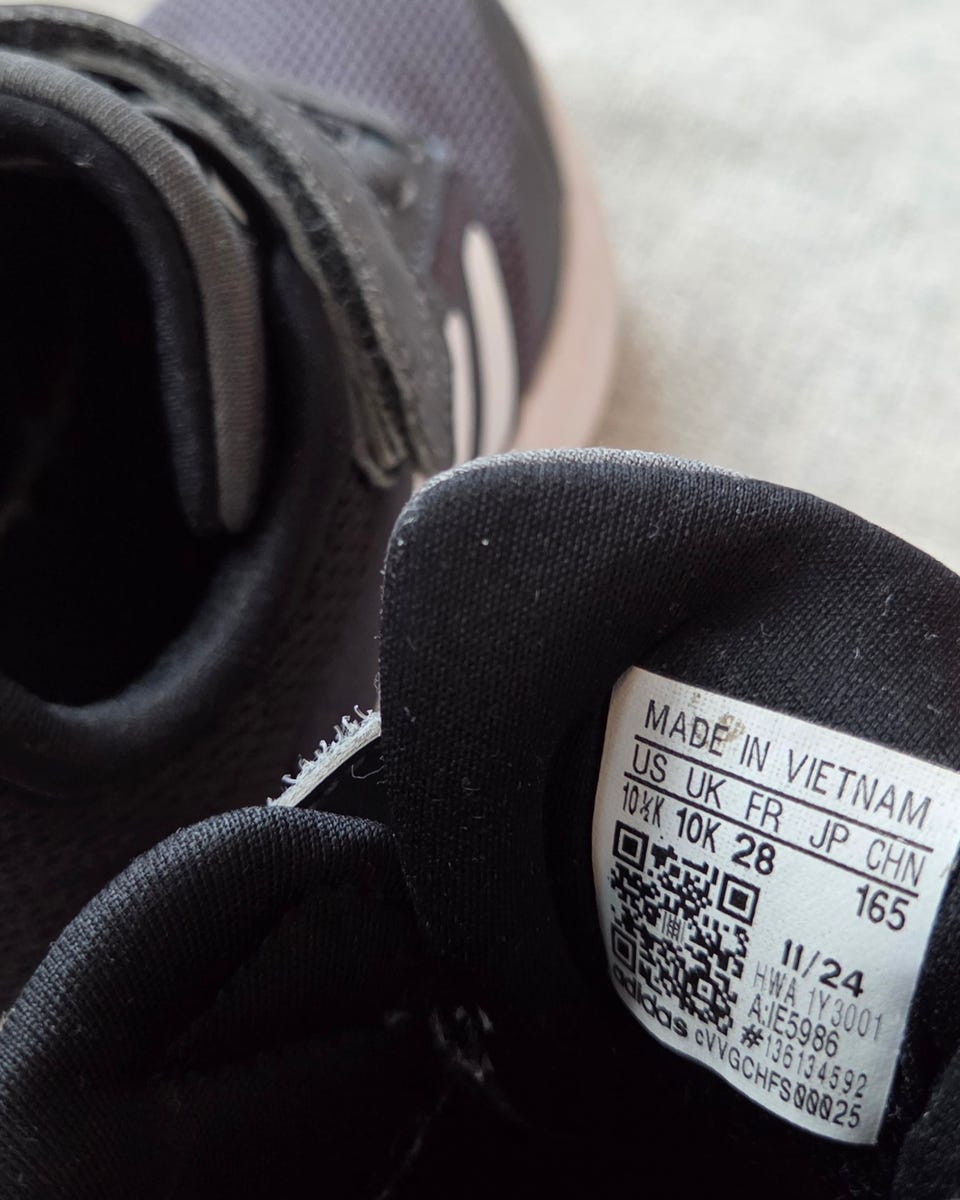 MADE IN VIETNAM
US UK FR JP CHN
10½K 10K 28 165
11/24
HWA 1Y3001
A:IE5986
#136134592
adidas cVVGCHFS00025